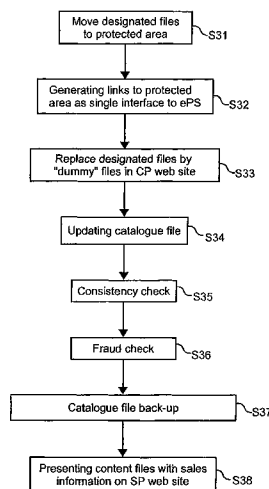 Move designated files
to protected area
S31
Generating links to protected
area as single interface to ePS
S32
Replace designated files by
"dummy" files in CP web site
S33
Updating catalogue file
S34
Consistency check
S35
Fraud check
S36
Catalogue file back-up
S37
Presenting content files with sales
information on SP web site
S38